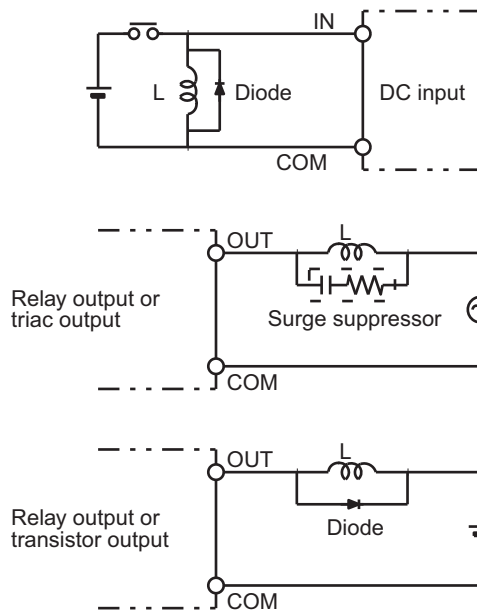 IN
L
Diode
DC input
COM
OUT
L
Relay output or
triac output
Surge suppressor
COM
OUT
L
Relay output or
transistor output
Diode
COM